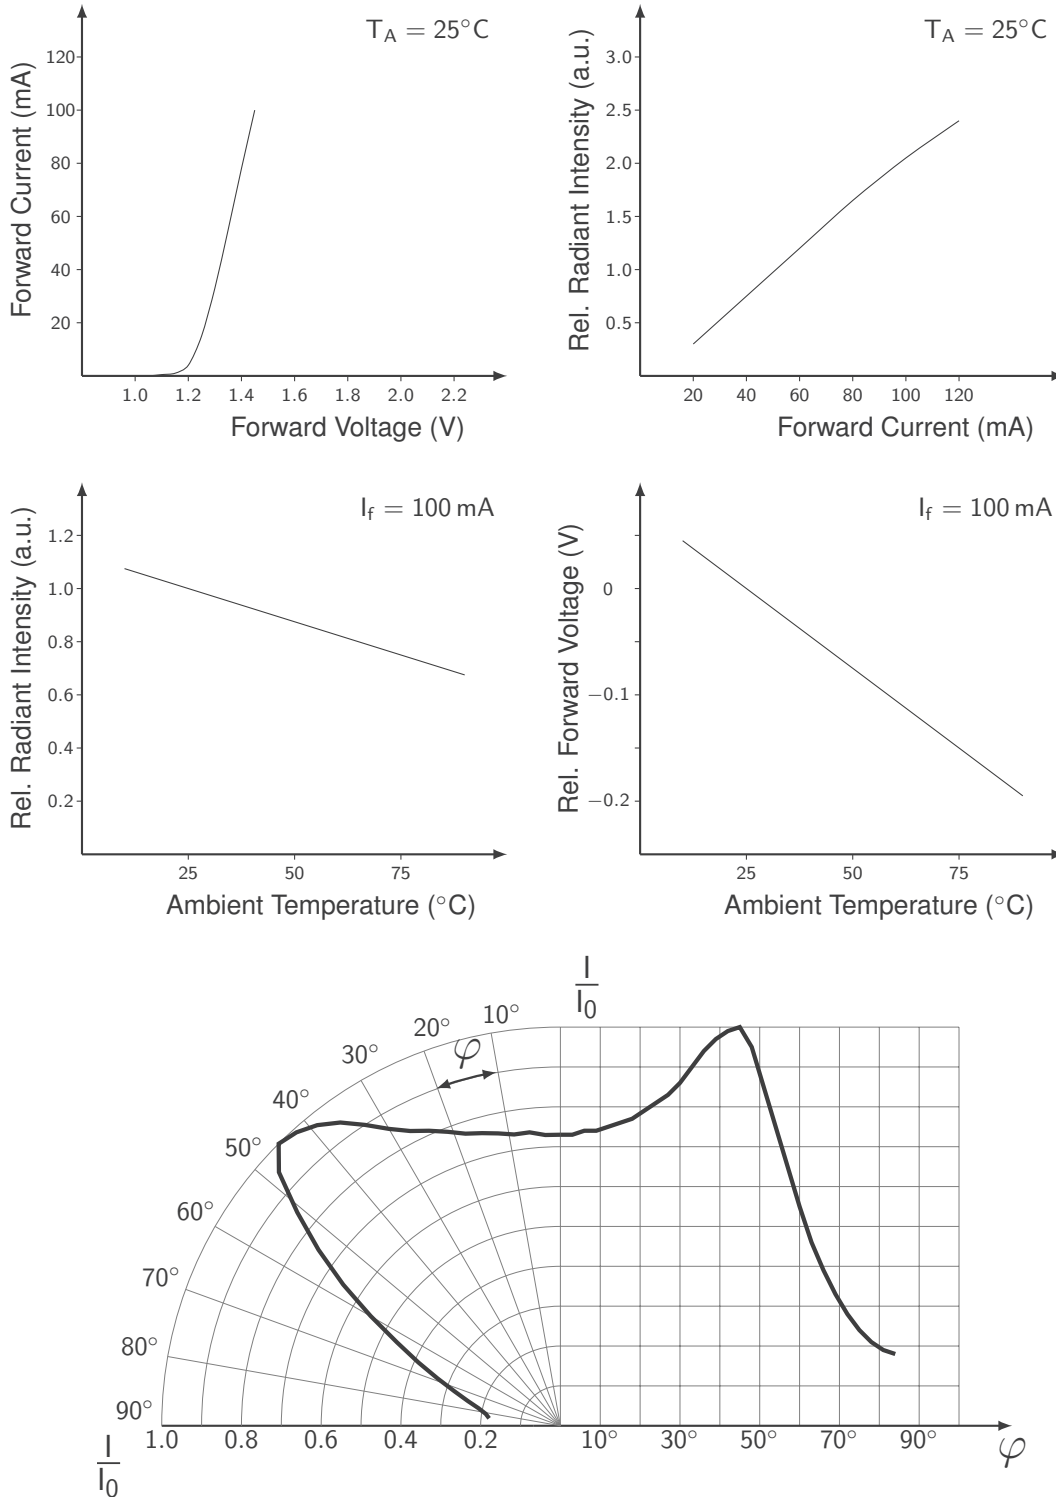 T_A = 25°C
Forward Current (mA)
120
100
80
60
40
20
1.0 1.2 1.4 1.6 1.8 2.0 2.2
Forward Voltage (V)
T_A = 25°C
Rel. Radiant Intensity (a.u.)
3.0
2.5
2.0
1.5
1.0
0.5
20 40 60 80 100 120
Forward Current (mA)
I_f = 100 mA
Rel. Radiant Intensity (a.u.)
1.2
1.0
0.8
0.6
0.4
0.2
25 50 75
Ambient Temperature (°C)
I_f = 100 mA
Rel. Forward Voltage (V)
0
−0.1
−0.2
25 50 75
Ambient Temperature (°C)
I
I_0
10°
20°
φ
30°
40°
50°
60°
70°
80°
90°
1.0 0.8 0.6 0.4 0.2 10° 30° 50° 70° 90° φ
I
I_0